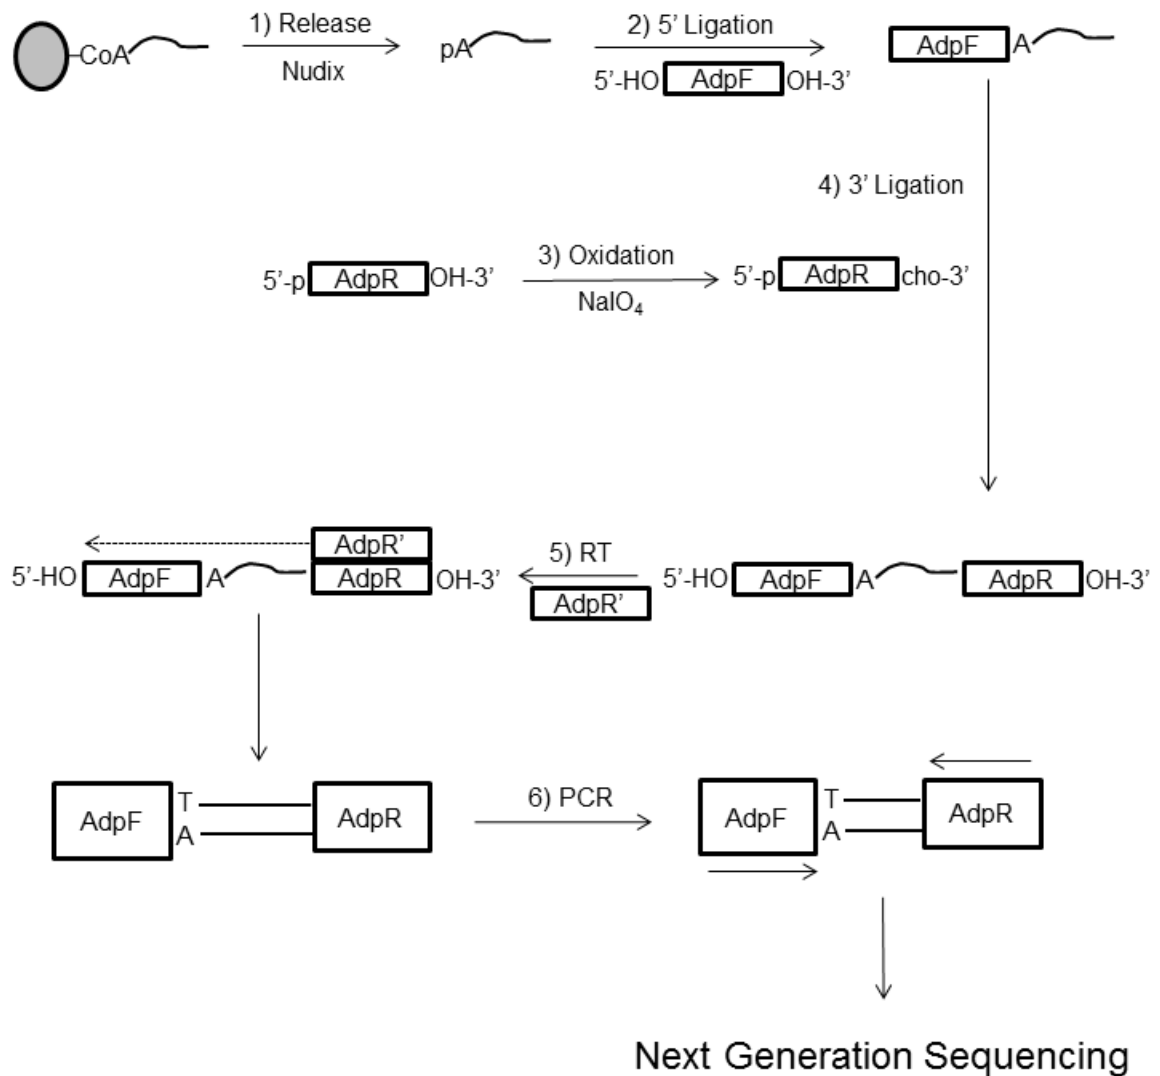 CoA
1) Release
Nudix
pA
2) 5’ Ligation
5’-HO AdpF OH-3’
AdpF A
4) 3’ Ligation
5’-p AdpR OH-3’
3) Oxidation
NaIO₄
5’-p AdpR cho-3’
AdpR’
5’-HO AdpF A AdpR OH-3’
5) RT
AdpR’
5’-HO AdpF A AdpR OH-3’
AdpF
T
A
AdpR
6) PCR
AdpF
T
A
AdpR
Next Generation Sequencing